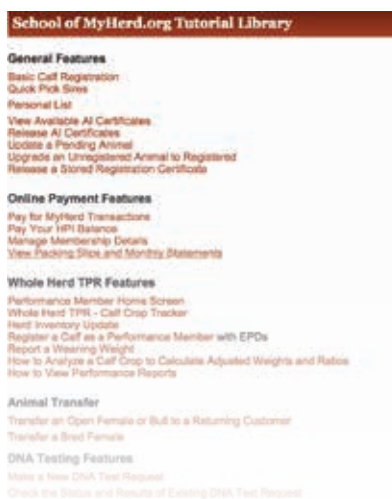 School of MyHerd.org Tutorial Library
General Features
Basic Calf Registration
Quick Pick Sires
Personal List
View Available AI Certificates
Release AI Certificates
Update a Pending Animal
Upgrade an Unregistered Animal to Registered
Release a Stored Registration Certificate
Online Payment Features
Pay for MyHerd Transactions
Pay Your HPI Balance
Manage Membership Details
View Packing Slips and Monthly Statements
Whole Herd TPR Features
Performance Member Home Screen
Whole Herd TPR - Calf Crop Tracker
Herd Inventory Update
Register a Calf as a Performance Member with EPDs
Report a Weaning Weight
How to Analyze a Calf Crop to Calculate Adjusted Weights and Ratios
How to View Performance Reports
Animal Transfer
Transfer an Open Female or Bull to a Returning Customer
Transfer a Bred Female
DNA Testing Features
Make a New DNA Test Request
Check the Status and Results of Existing DNA Test Request